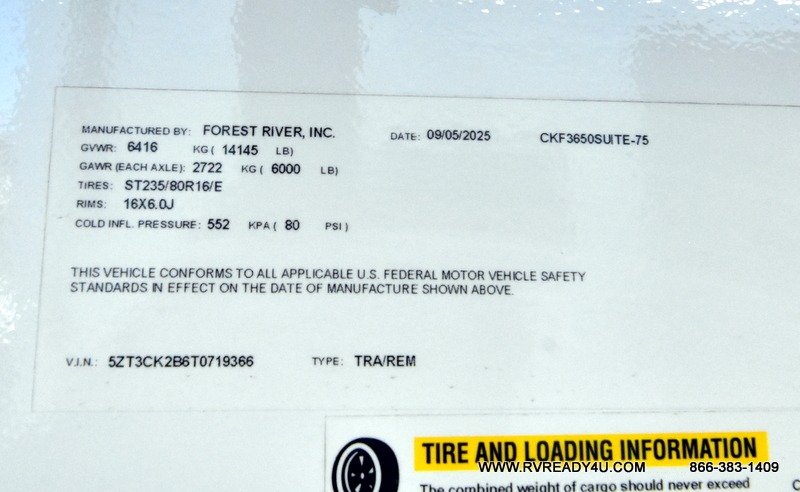 MANUFACTURED BY: FOREST RIVER, INC. DATE: 09/05/2025 CKF3650SUITE-75
GVWR: 6416 KG ( 14145 LB)
GAWR (EACH AXLE): 2722 KG ( 6000 LB)
TIRES: ST235/80R16/E
RIMS: 16X6.0J
COLD INFL. PRESSURE: 552 KPA ( 80 PSI )
THIS VEHICLE CONFORMS TO ALL APPLICABLE U.S. FEDERAL MOTOR VEHICLE SAFETY
STANDARDS IN EFFECT ON THE DATE OF MANUFACTURE SHOWN ABOVE.
V.I.N.: 5ZT3CK2B6T0719366 TYPE: TRA/REM
TIRE AND LOADING INFORMATION
WWW.RVREADY4U.COM 866-383-1409
The combined weight of cargo should never exceed